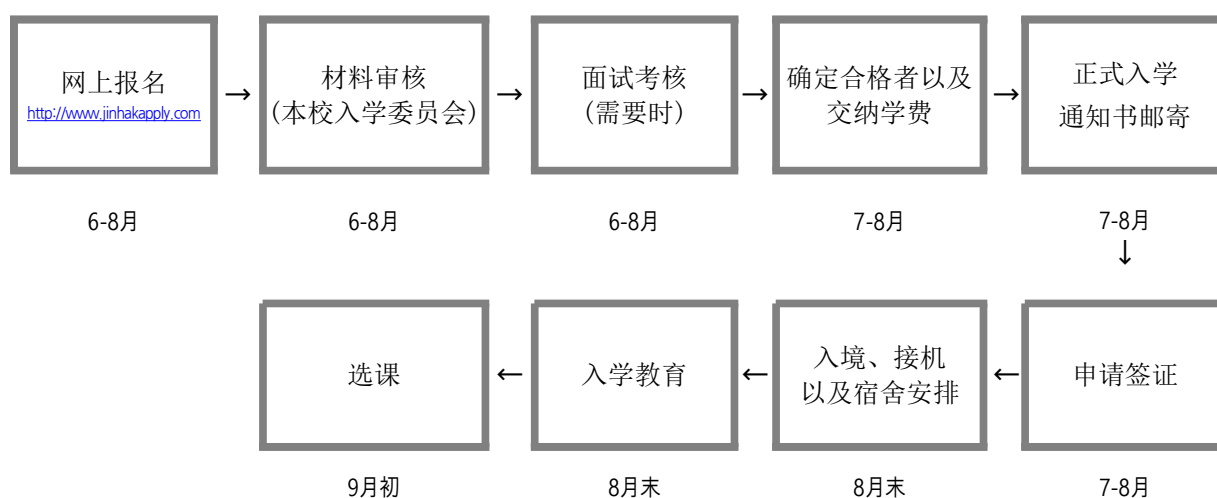 网上报名
http://www.jinhakapply.com
→
材料审核
(本校入学委员会)
→
面试考核
(需要时)
→
确定合格者以及
交纳学费
→
正式入学
通知书邮寄
6-8月
6-8月
6-8月
7-8月
7-8月
↓
选课
←
入学教育
←
入境、接机
以及宿舍安排
←
申请签证
9月初
8月末
8月末
7-8月